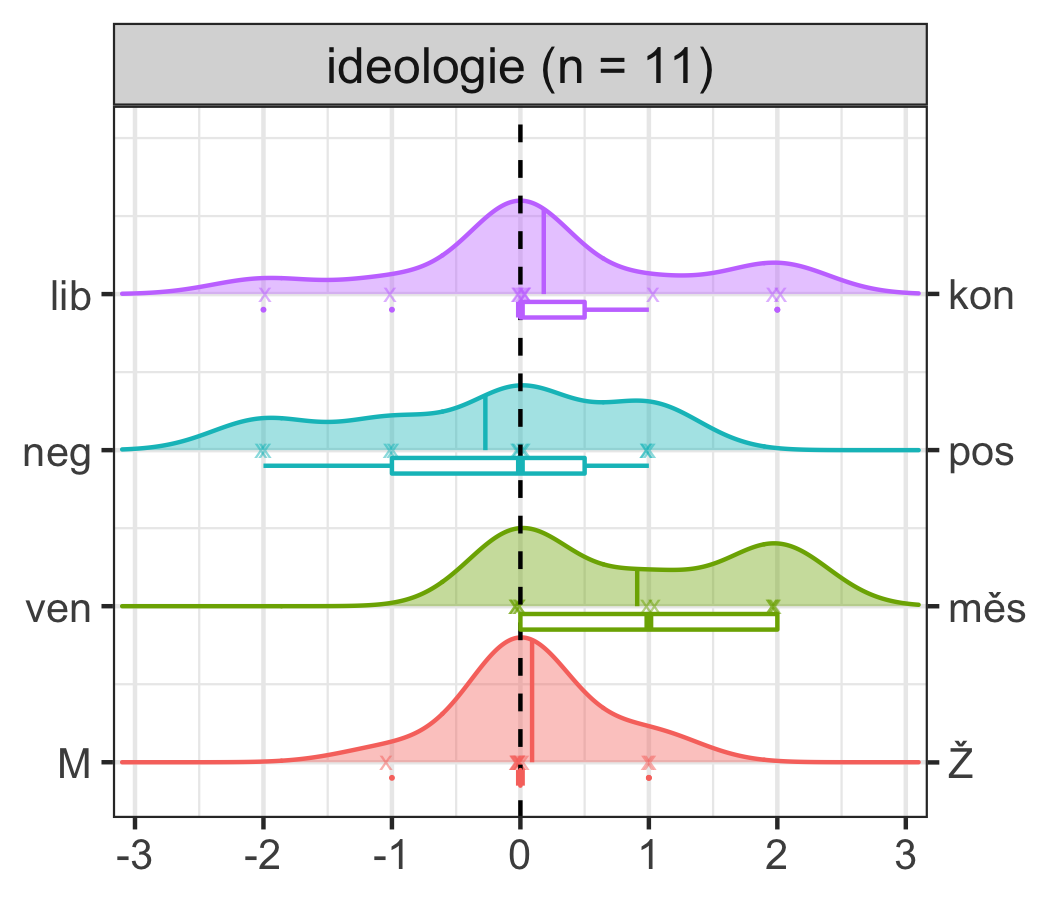 ideologie (n = 11)
lib kon
neg pos
ven měs
M Ž
-3 -2 -1 0 1 2 3